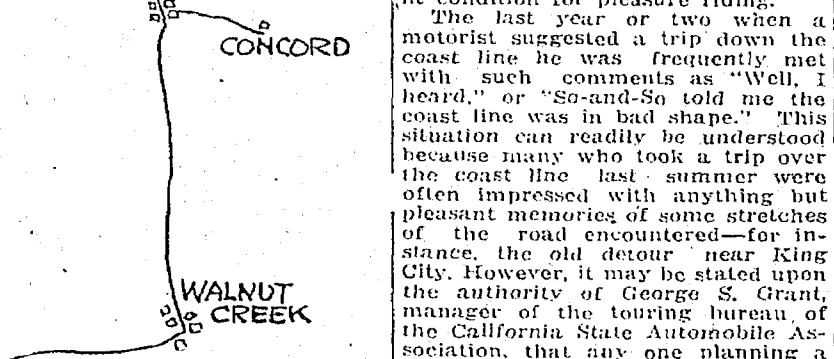 CONCORD
WALNUT
CREEK
nt condition for pleasure riding.
The last year or two when a
motorist suggested a trip down the
coast line he was frequently met
with such comments as "Well, I
heard," or "So-and-So told me the
coast line was in bad shape." This
situation can readily be understood
because many who took a trip over
the coast line last summer were
often impressed with anything but
pleasant memories of some stretches
of the road encountered—for in-
stance, the old detour near King
City. However, it may be stated upon
the authority of George S. Grant,
manager of the touring bureau of
the California State Automobile As-
sociation, that any one planning a